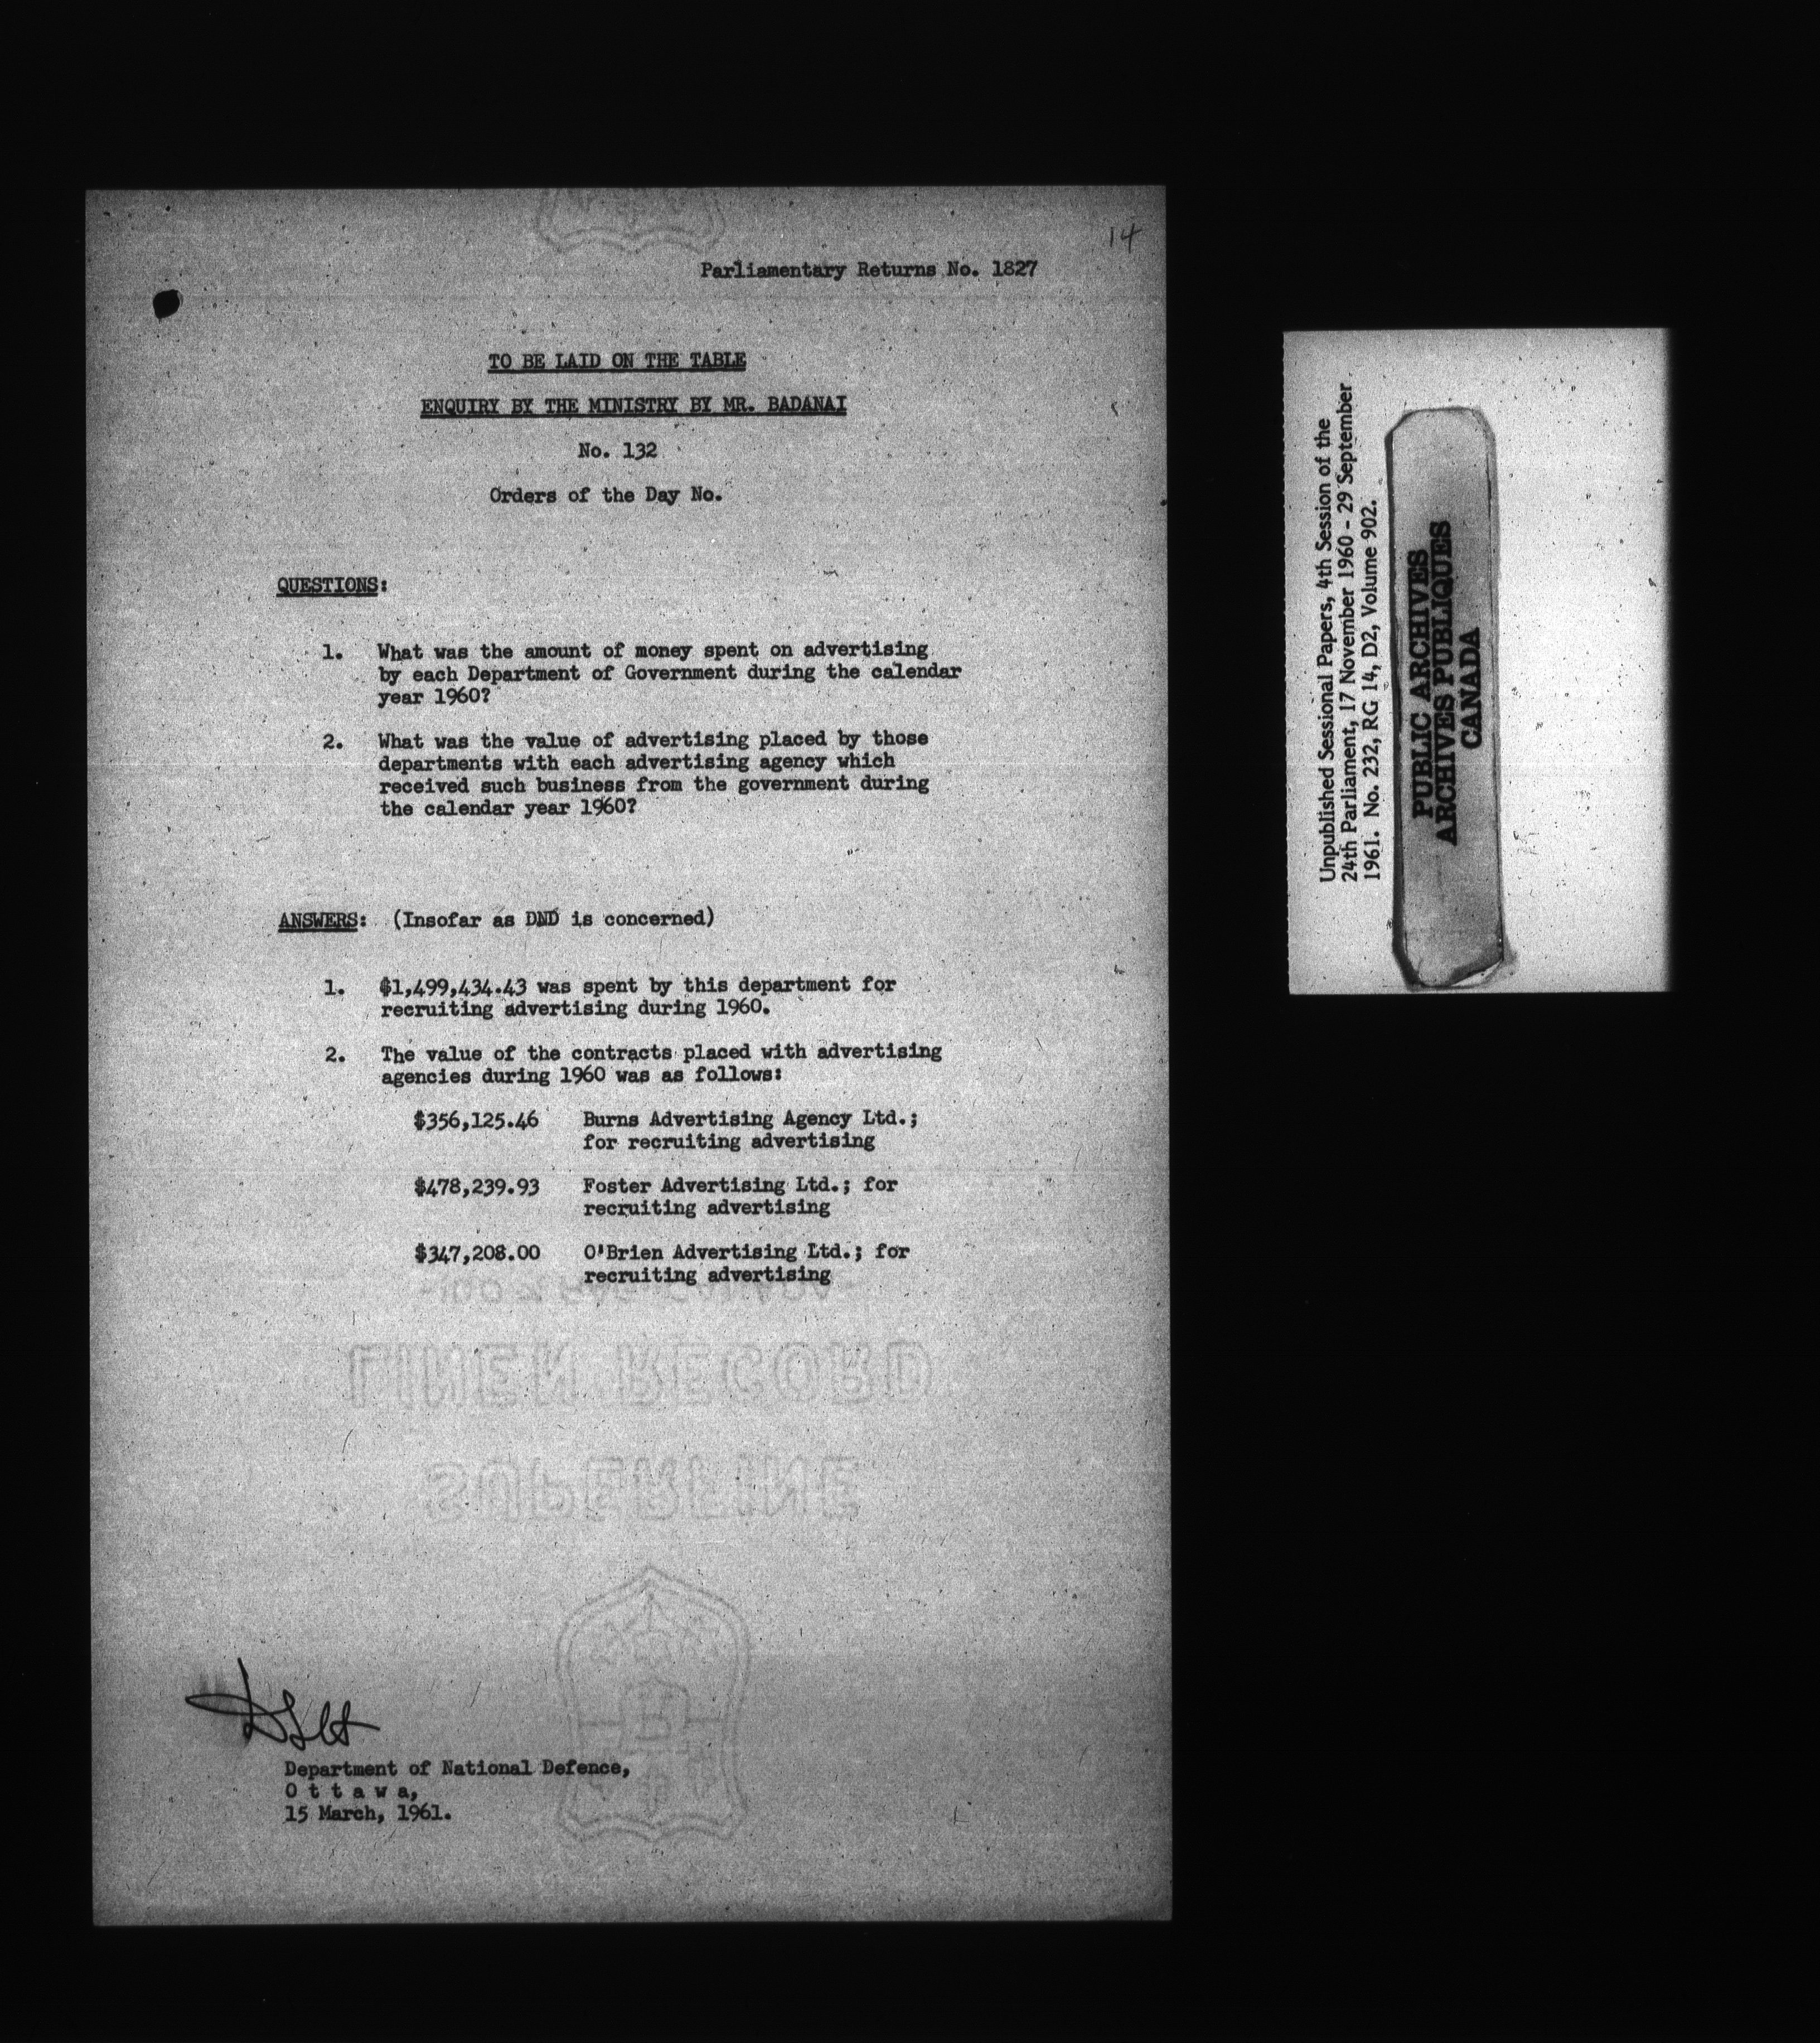 14
Parliamentary Returns No. 1827
TO BE LAID ON THE TABLE
ENQUIRY BY THE MINISTRY BY MR. BADANAI
No. 132
Orders of the Day No.
QUESTIONS:
1. What was the amount of money spent on advertising
by each Department of Government during the calendar
year 1960?
2. What was the value of advertising placed by those
departments with each advertising agency which
received such business from the government during
the calendar year 1960?
ANSWERS: (Insofar as DND is concerned)
1. $1,499,434.43 was spent by this department for
recruiting advertising during 1960.
2. The value of the contracts placed with advertising
agencies during 1960 was as follows:
$356,125.46 Burns Advertising Agency Ltd.;
for recruiting advertising
$478,239.93 Foster Advertising Ltd.; for
recruiting advertising
$347,208.00 O'Brien Advertising Ltd.; for
recruiting advertising
LINEN RECORD
SUPERFINE
Department of National Defence,
O t t a w a,
15 March, 1961.
Unpublished Sessional Papers, 4th Session of the
24th Parliament, 17 November 1960 - 29 September
1961. No. 232, RG 14, D2, Volume 902.
PUBLIC ARCHIVES
ARCHIVES PUBLIQUES
CANADA